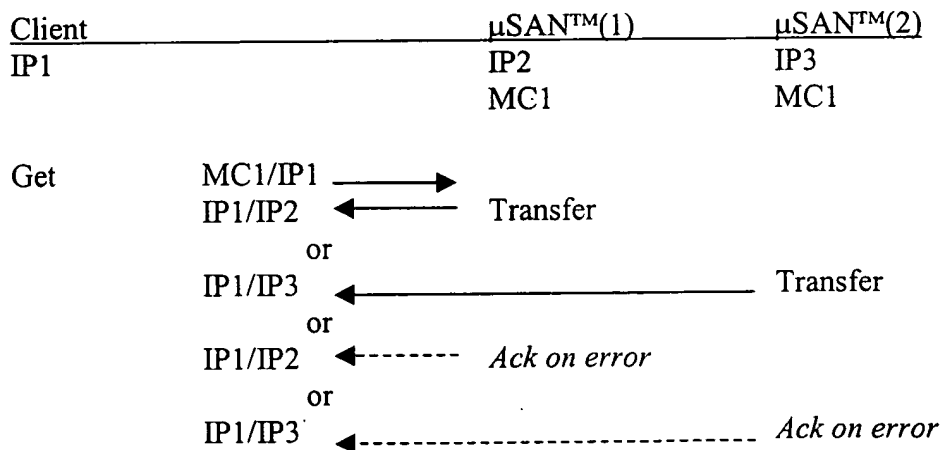 Client µSAN™(1) µSAN™(2)
IP1 IP2 IP3
MC1 MC1
Get MC1/IP1
IP1/IP2 Transfer
or
IP1/IP3 Transfer
or
IP1/IP2 Ack on error
or
IP1/IP3 Ack on error